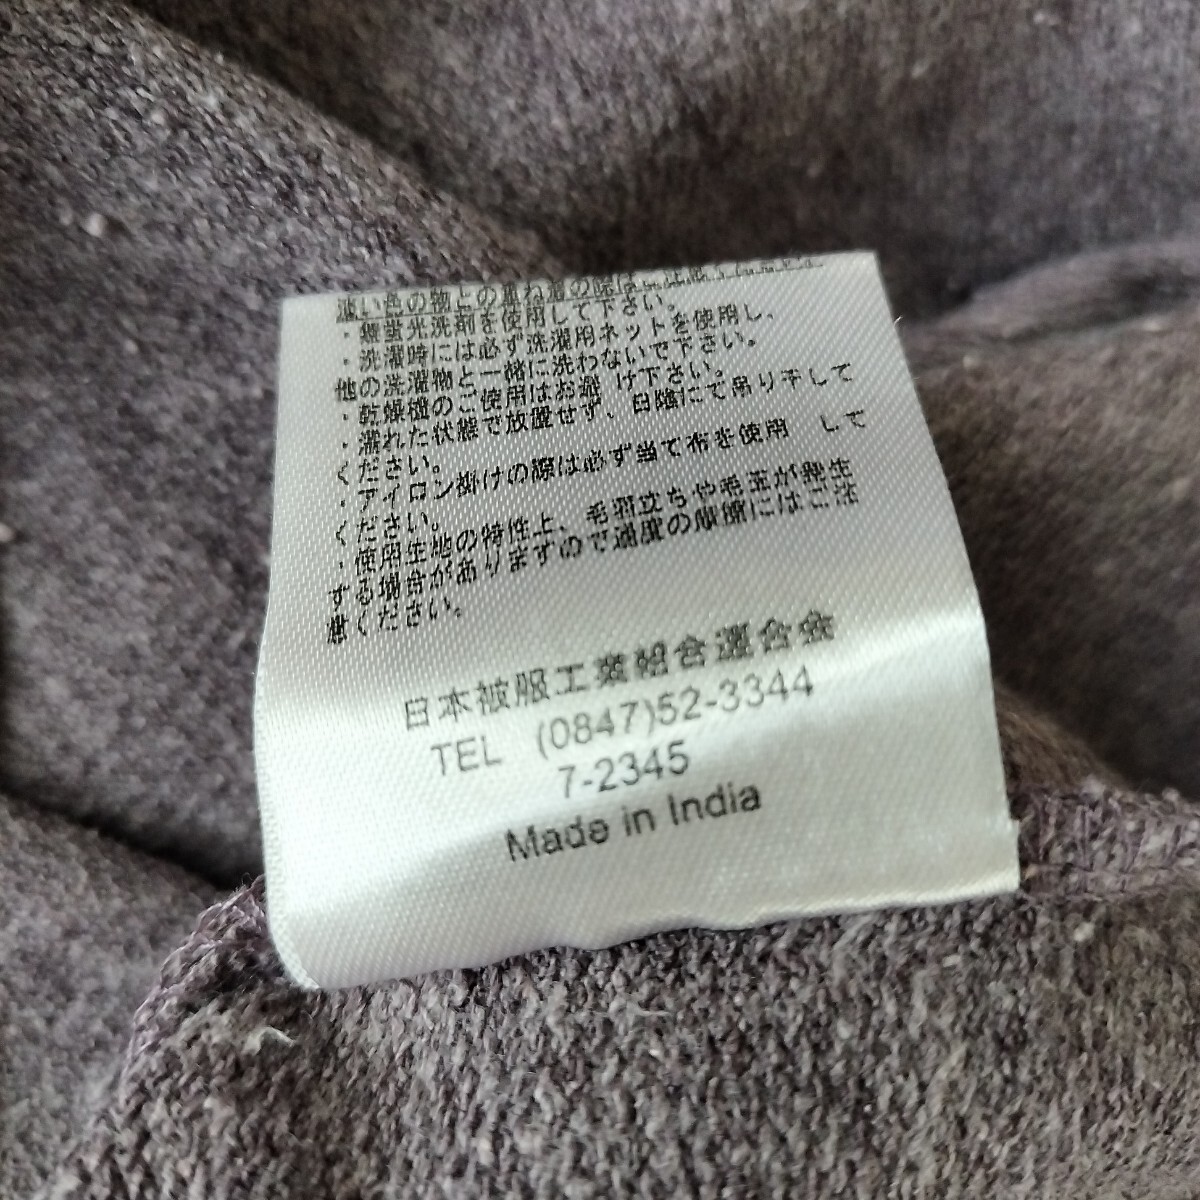 淡い色の物との重ね着の際はご注意ください。
・無蛍光洗剤を使用して下さい。
・洗濯時には必ず洗濯用ネットを使用し、
他の洗濯物と一緒に洗わないで下さい。
・乾燥機のご使用はお避け下さい。
・濡れた状態で放置せず、日陰にて吊り干して
ください。
・アイロン掛けの際は必ず当て布を使用 して
ください。
・使用生地の特性上、毛羽立ちや毛玉が発生
する場合がありますので過度の摩擦にはご注
意ください。
日本被服工業組合連合会
TEL (0847)52-3344
7-2345
Made in India